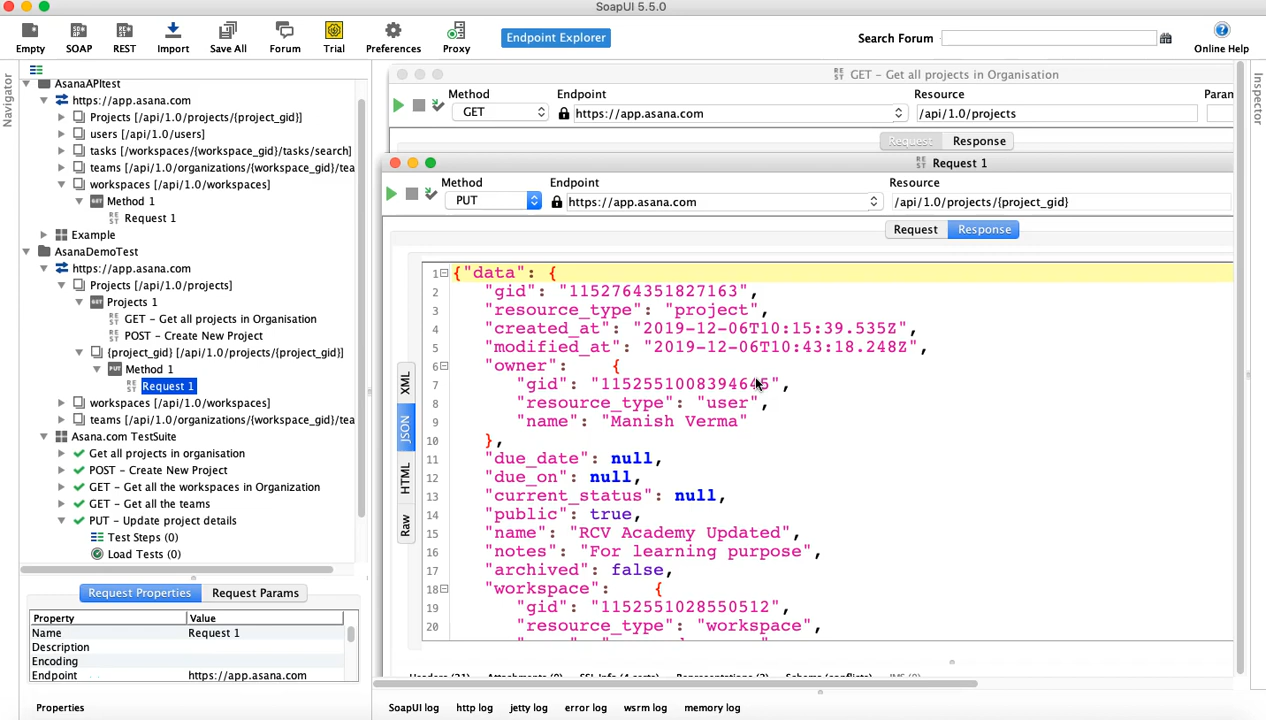 SoapUI 5.5.0
Empty SOAP REST Import Save All Forum Trial Preferences Proxy Endpoint Explorer Search Forum Online Help
Navigator
AsanaAPItest
https://app.asana.com
Projects [/api/1.0/projects/{project_gid}]
users [/api/1.0/users]
tasks [/workspaces/{workspace_gid}/tasks/search]
teams [/api/1.0/organizations/{workspace_gid}/tea
workspaces [/api/1.0/workspaces]
GET Method 1
REST Request 1
Example
AsanaDemoTest
https://app.asana.com
Projects [/api/1.0/projects]
GET Projects 1
REST GET - Get all projects in Organisation
REST POST - Create New Project
{project_gid} [/api/1.0/projects/{project_gid}]
PUT Method 1
REST Request 1
workspaces [/api/1.0/workspaces]
teams [/api/1.0/organizations/{workspace_gid}/tea
Asana.com TestSuite
Get all projects in organisation
POST - Create New Project
GET - Get all the workspaces in Organization
GET - Get all the teams
PUT - Update project details
Test Steps (0)
Load Tests (0)
Request Properties Request Params
Property Value
Name Request 1
Description
Encoding
Endpoint https://app.asana.com
Properties
REST GET - Get all projects in Organisation
Method Endpoint Resource Param
GET https://app.asana.com /api/1.0/projects
Request Response
REST Request 1
Method Endpoint Resource
PUT https://app.asana.com /api/1.0/projects/{project_gid}
Request Response
XML
JSON
HTML
Raw
1 {"data": {
2 "gid": "1152764351827163",
3 "resource_type": "project",
4 "created_at": "2019-12-06T10:15:39.535Z",
5 "modified_at": "2019-12-06T10:43:18.248Z",
6 "owner": {
7 "gid": "1152551008394645",
8 "resource_type": "user",
9 "name": "Manish Verma"
10 },
11 "due_date": null,
12 "due_on": null,
13 "current_status": null,
14 "public": true,
15 "name": "RCV Academy Updated",
16 "notes": "For learning purpose",
17 "archived": false,
18 "workspace": {
19 "gid": "1152551028550512",
20 "resource_type": "workspace",
SoapUI log http log jetty log error log wsrm log memory log
Inspector